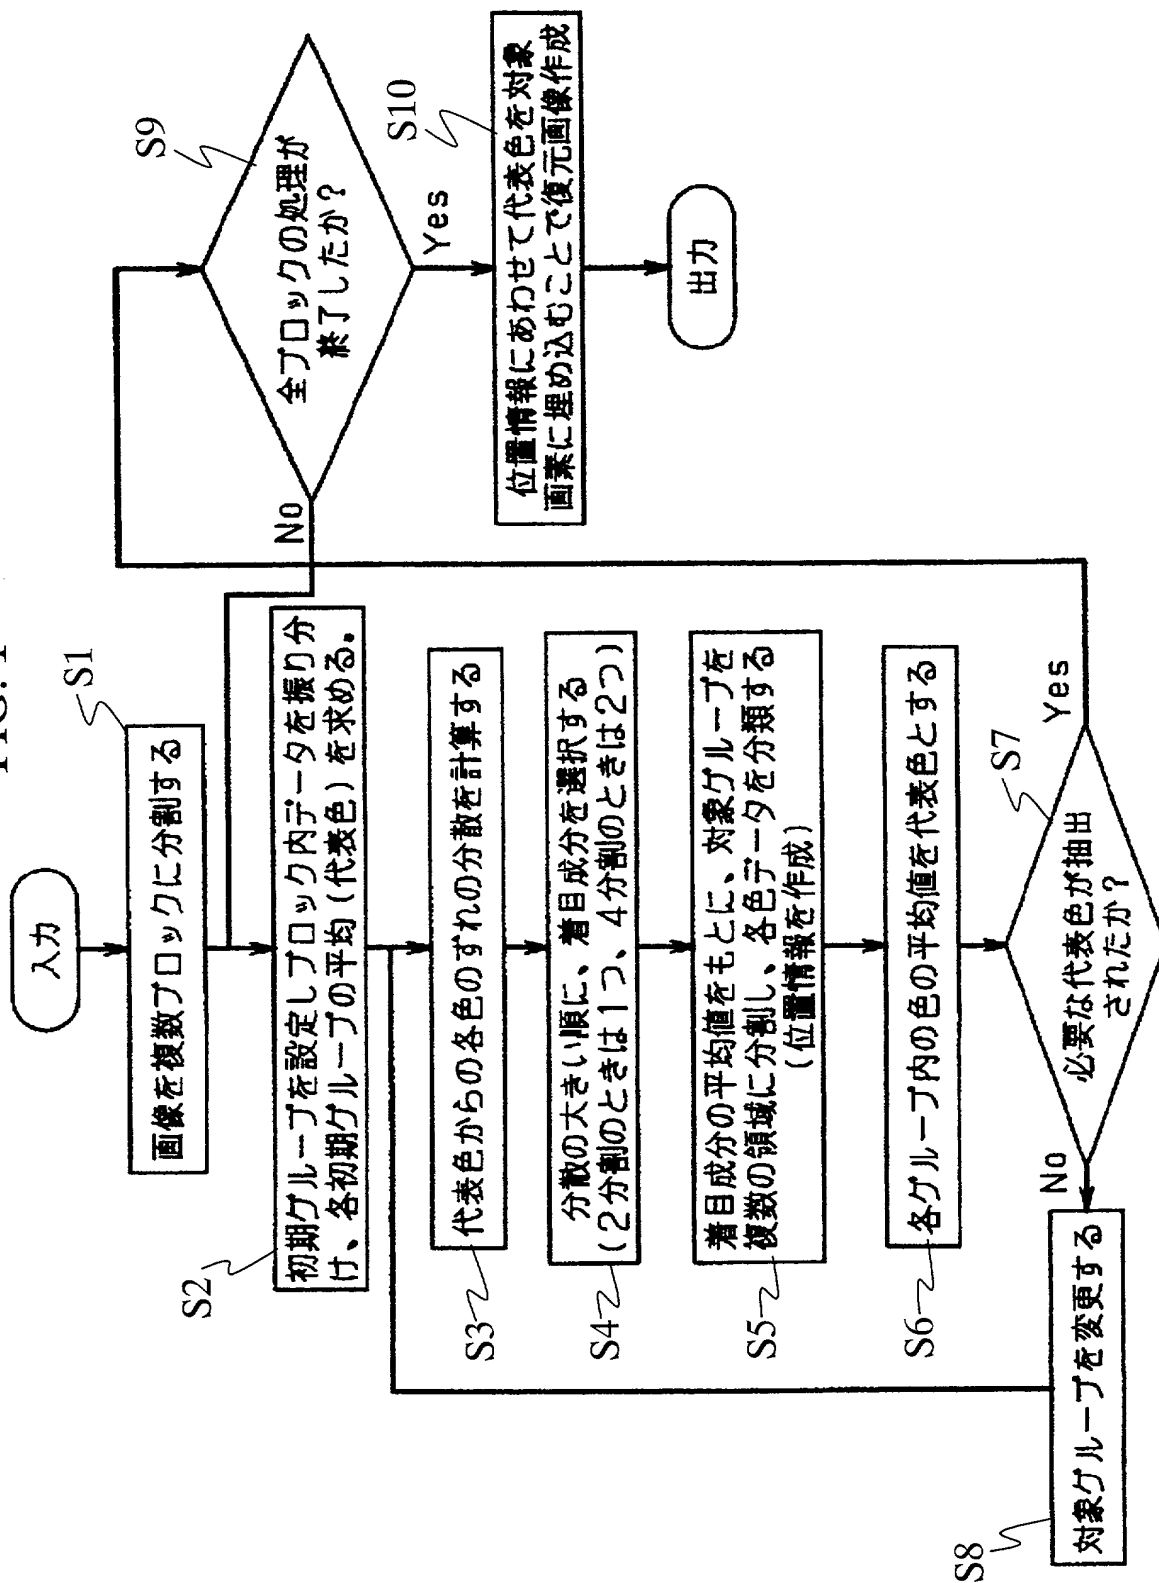 入力
S1
画像を複数ブロックに分割する
S2
初期グループを設定しブロック内データを振り分
け、各初期グループの平均(代表色)を求める。
S3
代表色からの各色のずれの分散を計算する
S4
分散の大きい順に、着目成分を選択する
(2分割のときは1つ、4分割のときは2つ)
S5
着目成分の平均値をもとに、対象グループを
複数の領域に分割し、各色データを分類する
(位置情報を作成)
S6
各グループ内の色の平均値を代表色とする
S7
必要な代表色が抽出
されたか?
No
Yes
S8
対象グループを変更する
S9
全ブロックの処理が
終了したか?
No
Yes
S10
位置情報にあわせて代表色を対象
画素に埋め込むことで復元画像作成
出力